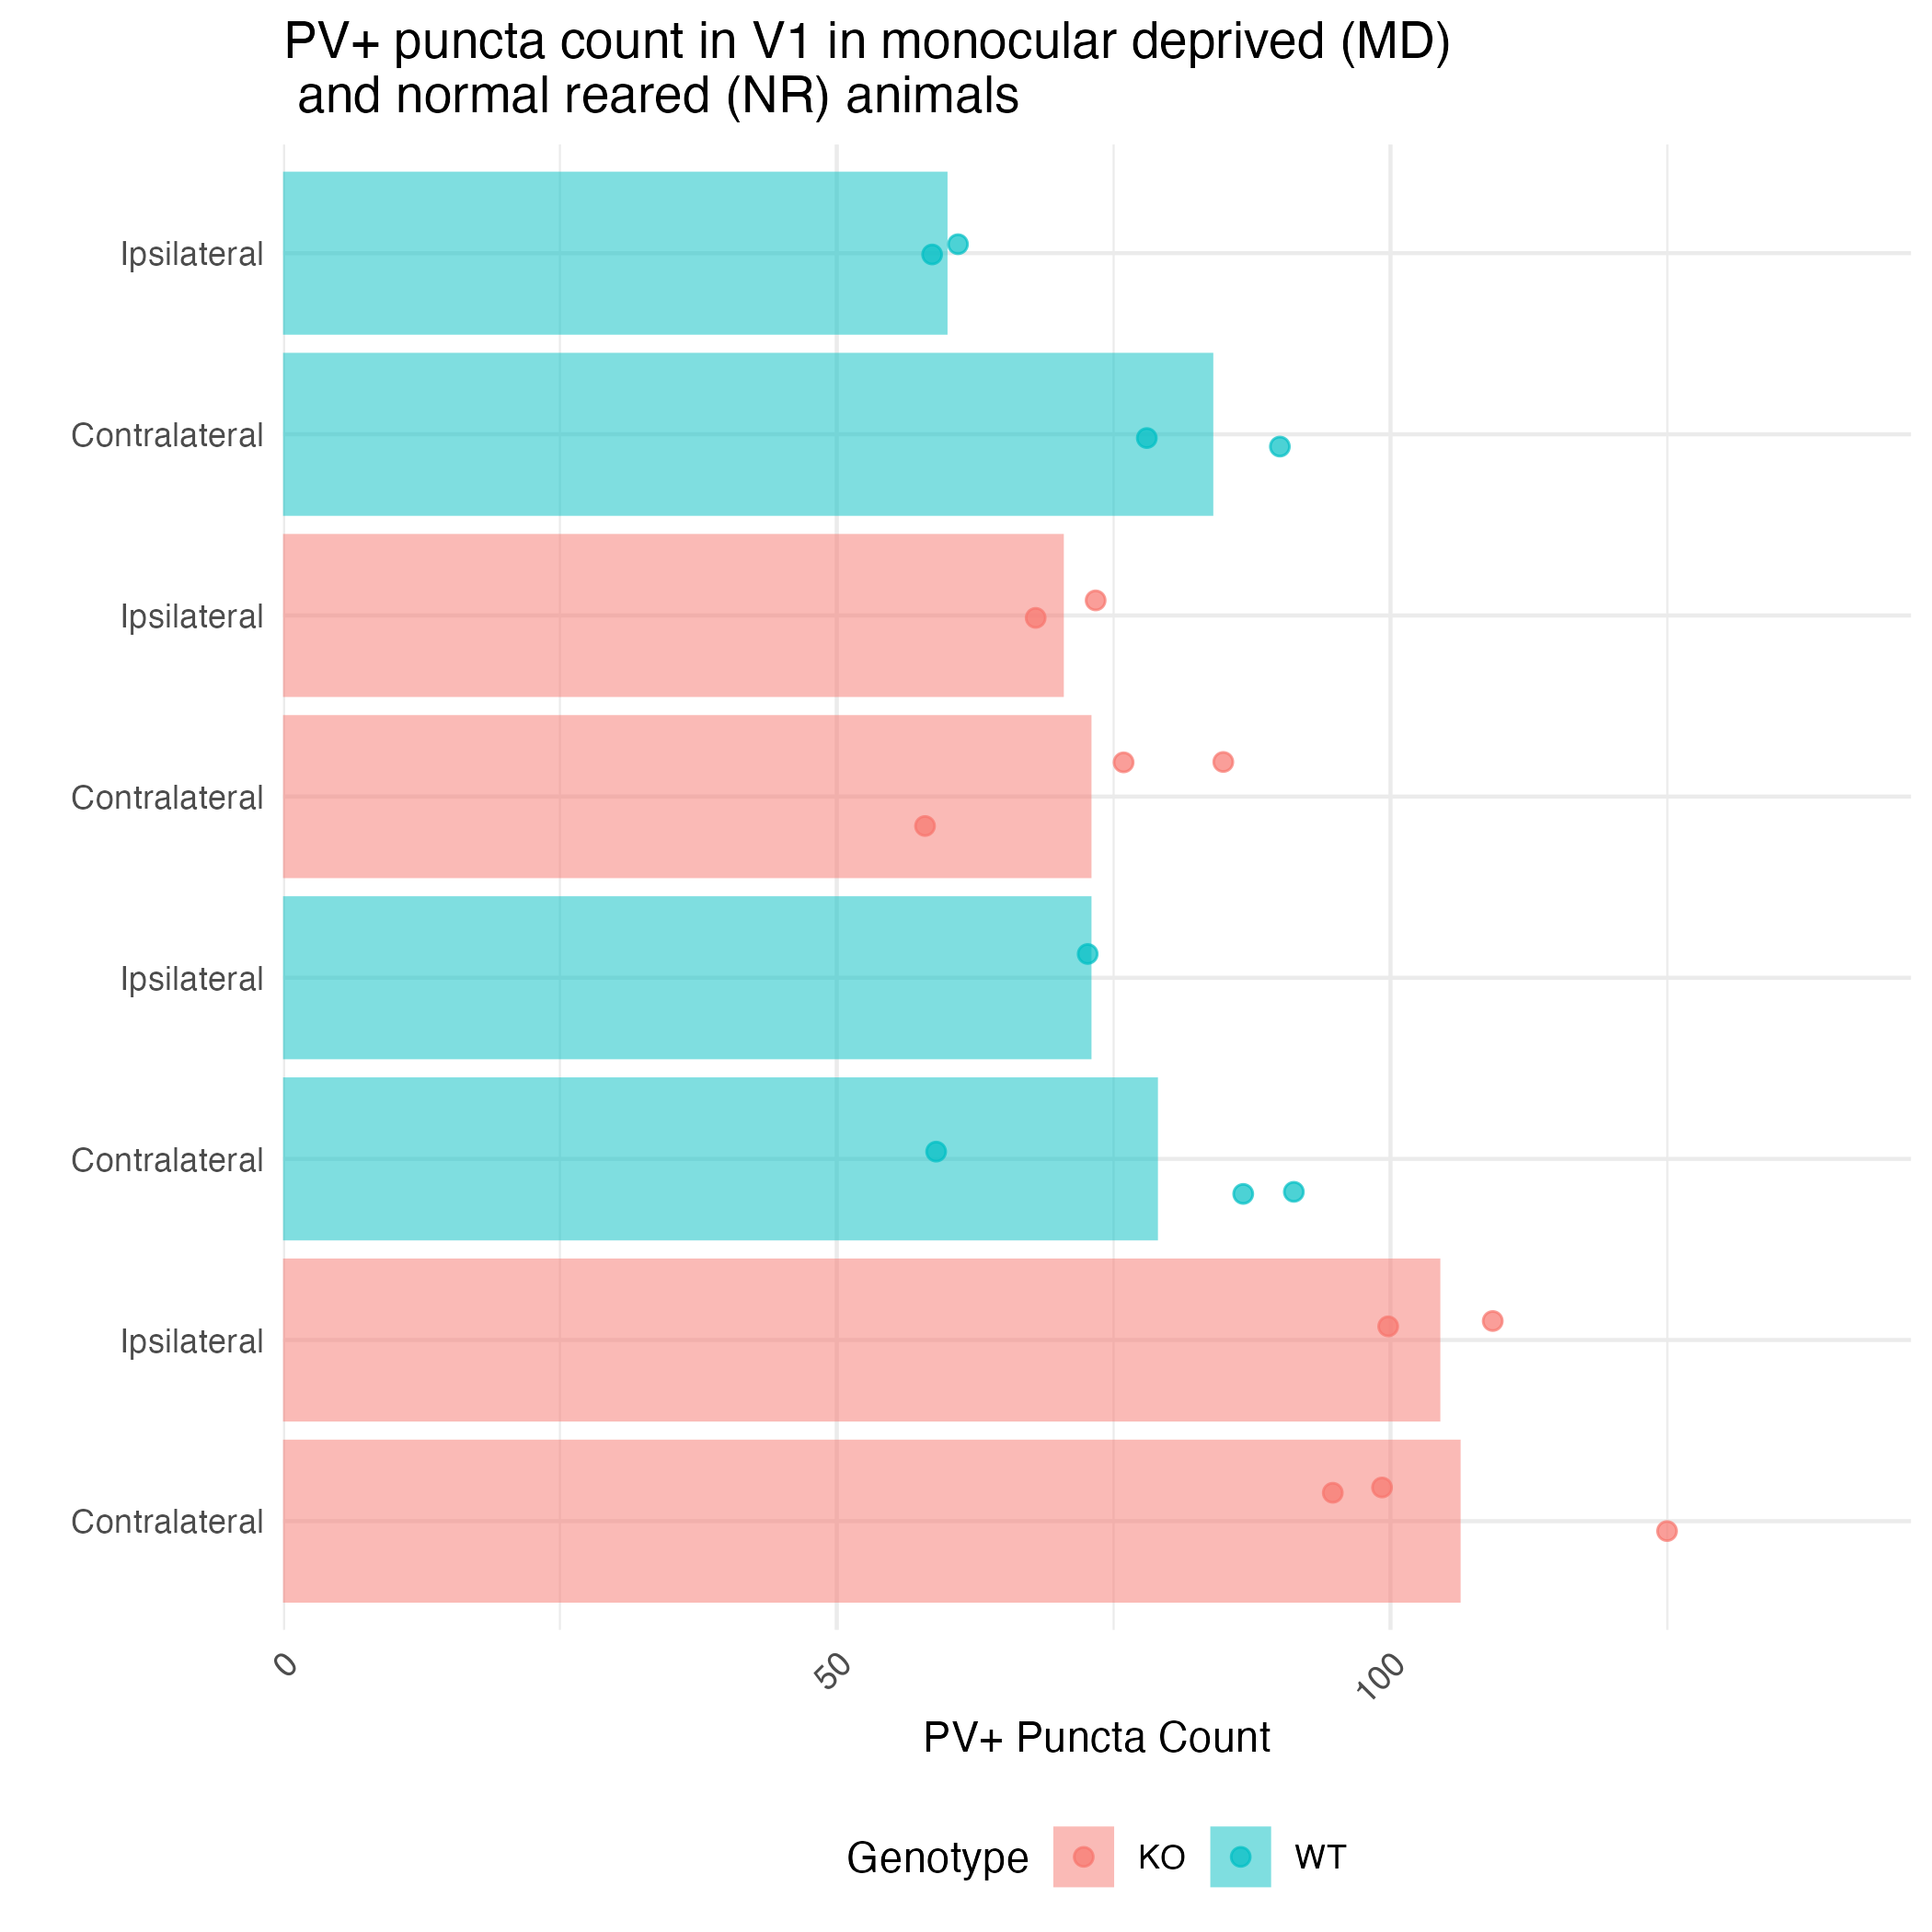 PV+ puncta count in V1 in monocular deprived (MD)
and normal reared (NR) animals
Ipsilateral
Contralateral
Ipsilateral
Contralateral
Ipsilateral
Contralateral
Ipsilateral
Contralateral
0 50 100
PV+ Puncta Count
Genotype KO WT